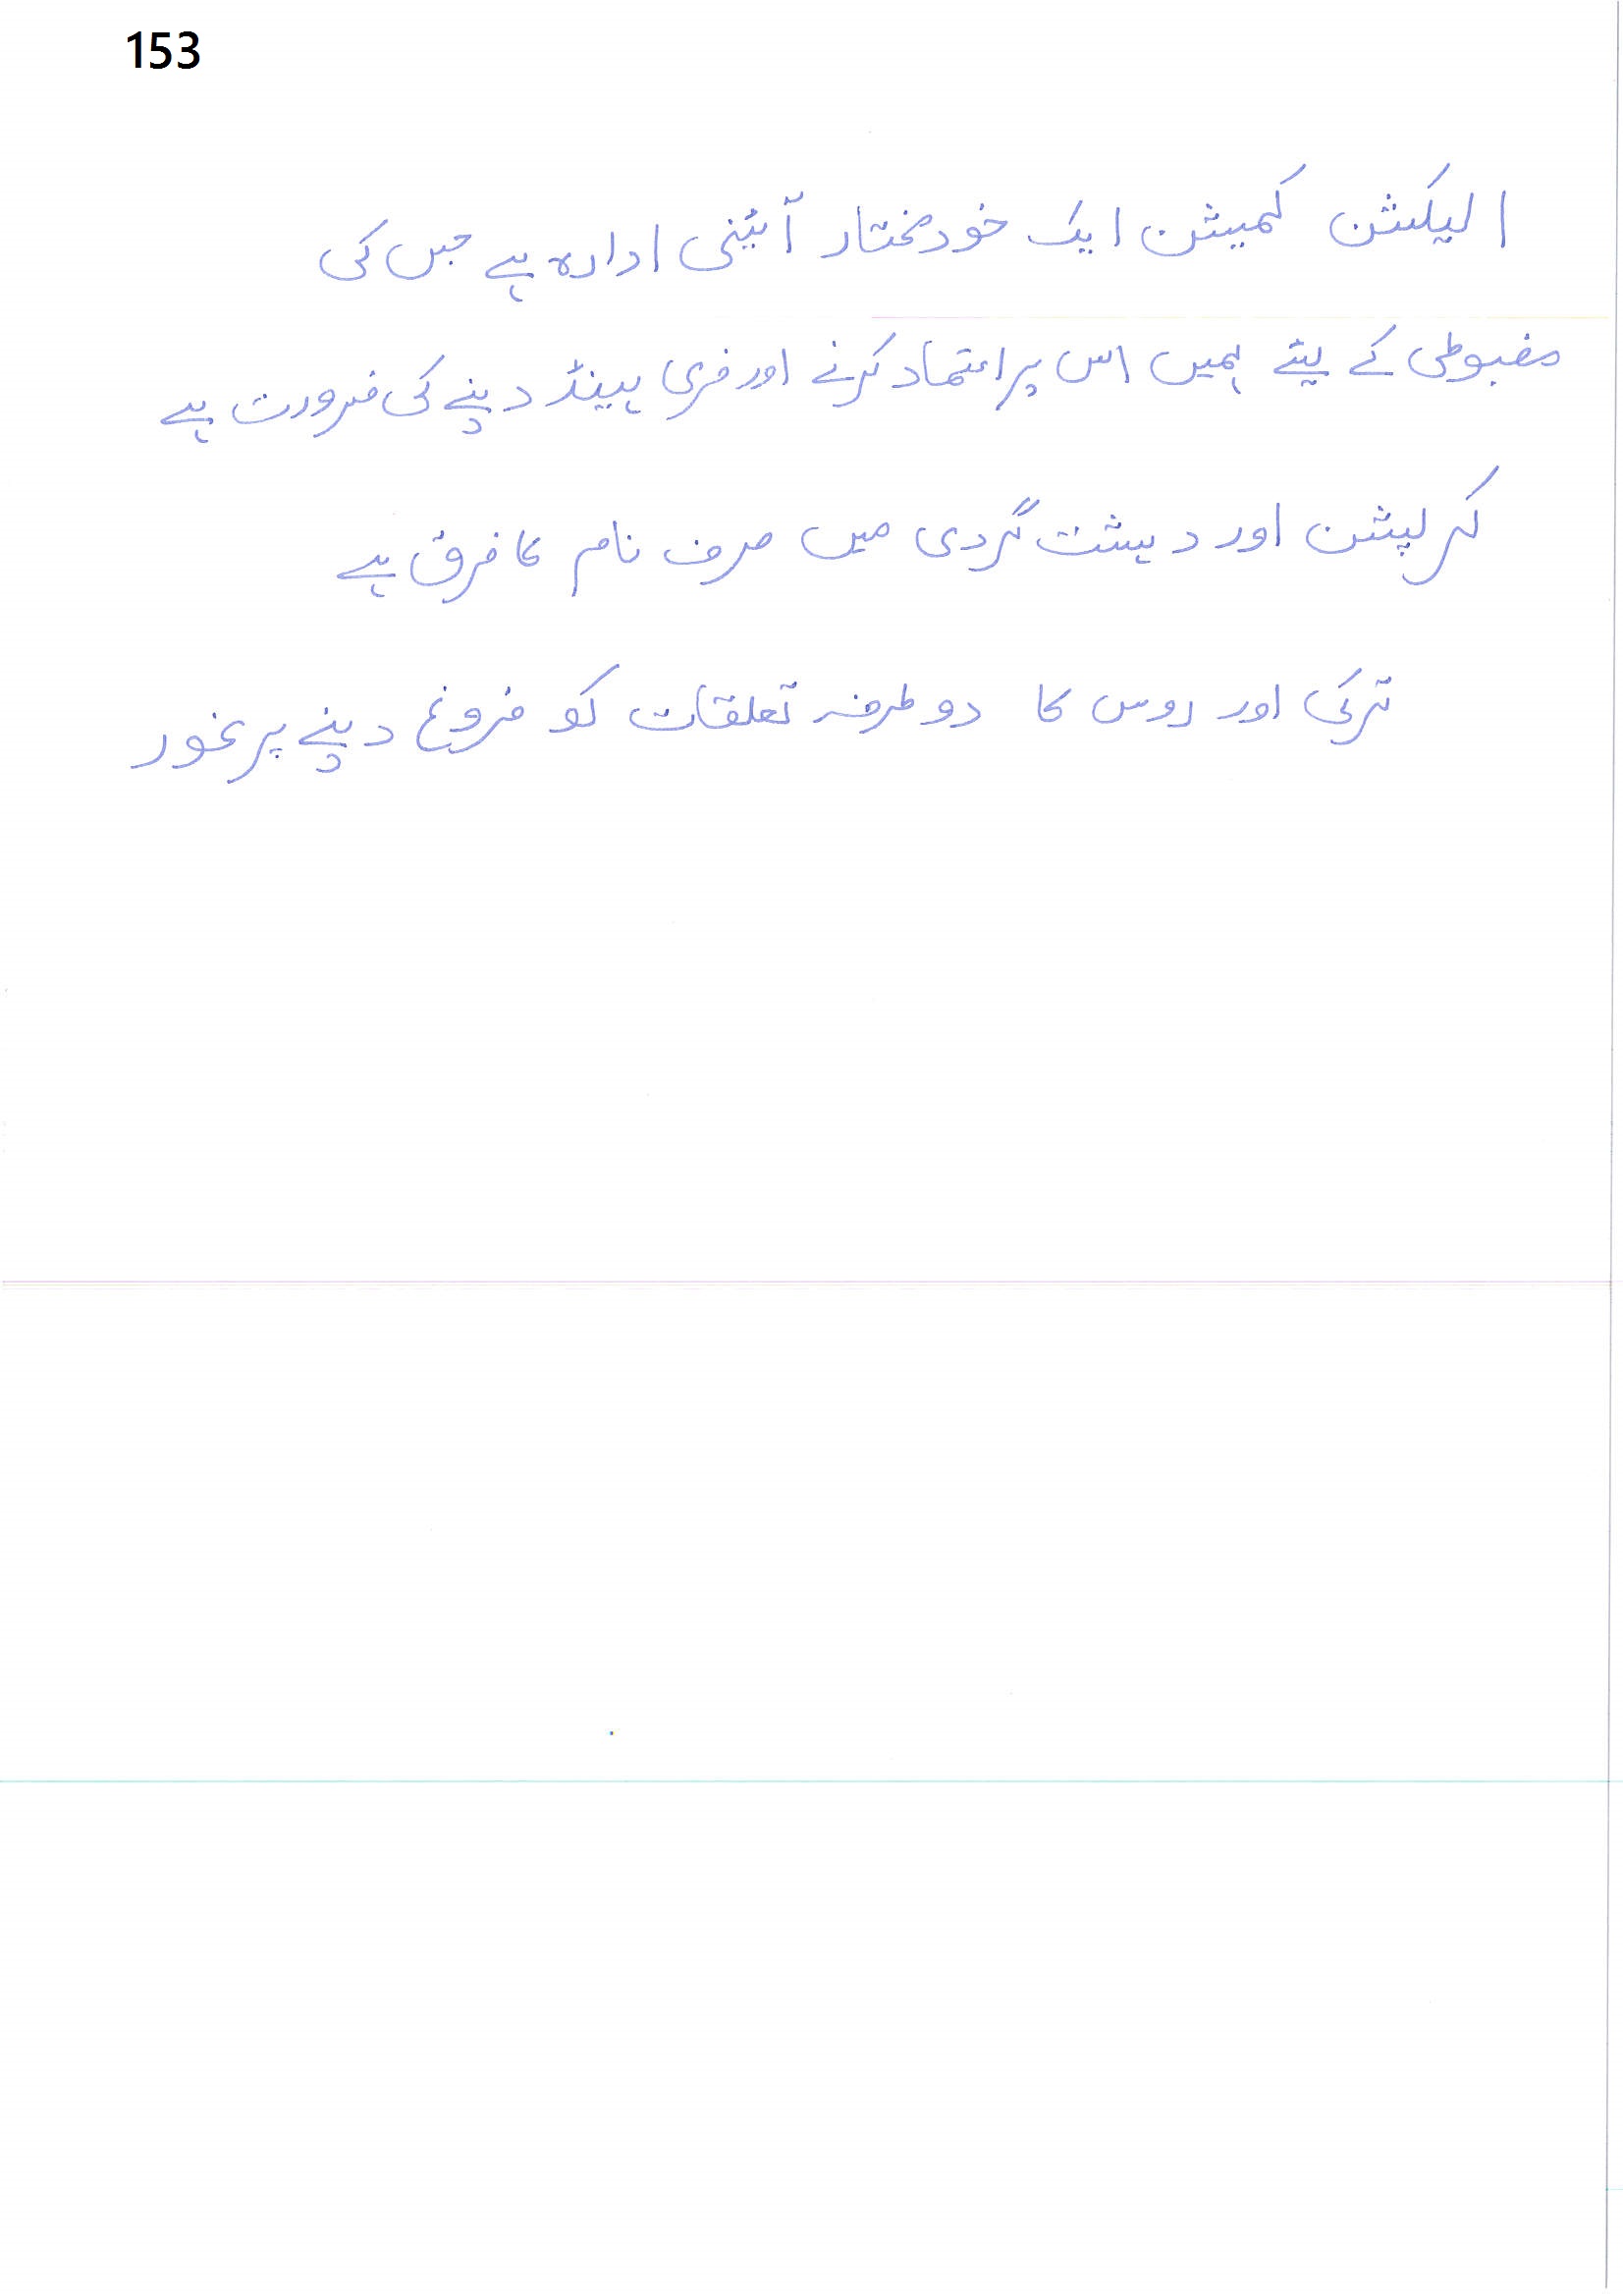 153
الیکشن کمیشن ایک خودمختار آئینی ادارہ ہے جس کی
مضبوطی کے لیئے ہمیں اس پر اعتماد کرنے اور فری ہینڈ دینے کی ضرورت ہے
کرپشن اور دہشت گردی میں صرف نام کا فرق ہے
ترکی اور روس کا دو طرفہ تعلقات کو فروغ دینے پر غور